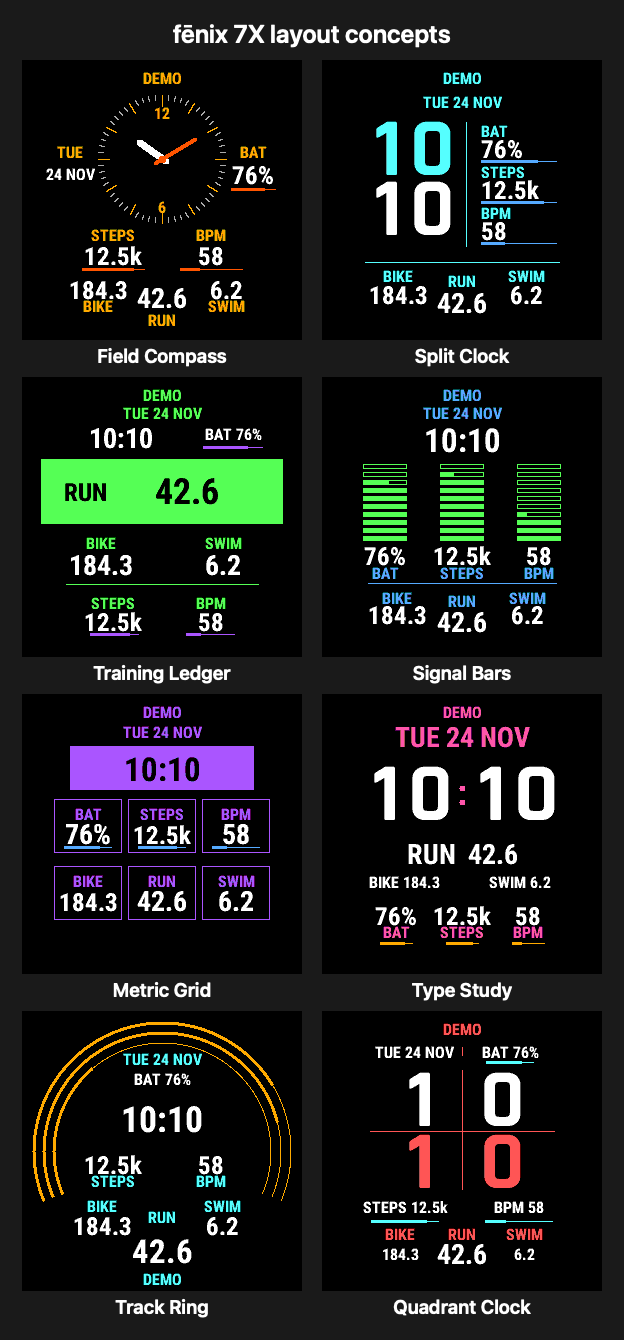 fēnix 7X layout concepts
DEMO
12
TUE
BAT
24 NOV
76%
6
STEPS BPM
12.5k 58
184.3 42.6 6.2
BIKE RUN SWIM
Field Compass
DEMO
TUE 24 NOV
10
10
BAT
76%
STEPS
12.5k
BPM
58
BIKE RUN SWIM
184.3 42.6 6.2
Split Clock
DEMO
TUE 24 NOV
10:10 BAT 76%
RUN 42.6
BIKE SWIM
184.3 6.2
STEPS BPM
12.5k 58
Training Ledger
DEMO
TUE 24 NOV
10:10
76% 12.5k 58
BAT STEPS BPM
BIKE RUN SWIM
184.3 42.6 6.2
Signal Bars
DEMO
TUE 24 NOV
10:10
BAT STEPS BPM
76% 12.5k 58
BIKE RUN SWIM
184.3 42.6 6.2
Metric Grid
DEMO
TUE 24 NOV
10:10
RUN 42.6
BIKE 184.3 SWIM 6.2
76% 12.5k 58
BAT STEPS BPM
Type Study
TUE 24 NOV
BAT 76%
10:10
12.5k 58
STEPS BPM
BIKE RUN SWIM
184.3 6.2
42.6
DEMO
Track Ring
DEMO
TUE 24 NOV BAT 76%
1 0
1 0
STEPS 12.5k BPM 58
BIKE RUN SWIM
184.3 42.6 6.2
Quadrant Clock